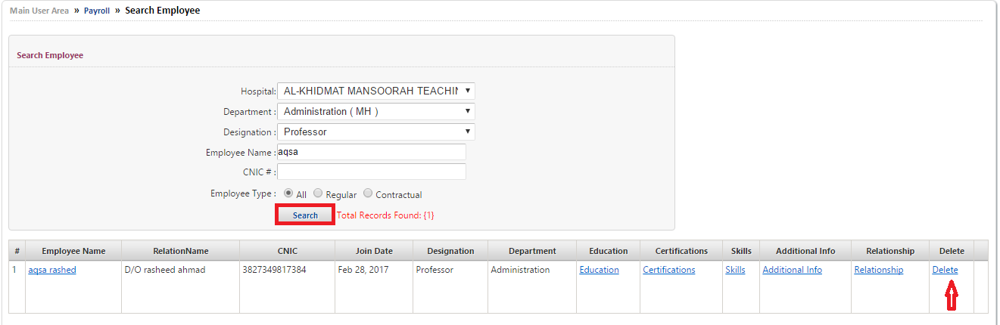 Main User Area » Payroll » Search Employee
Search Employee
Hospital: AL-KHIDMAT MANSOORAH TEACHIN
Department : Administration ( MH )
Designation : Professor
Employee Name : aqsa
CNIC # :
Employee Type : All Regular Contractual
Search Total Records Found: {1}
# Employee Name RelationName CNIC Join Date Designation Department Education Certifications Skills Additional Info Relationship Delete
1 aqsa rashed D/O rasheed ahmad 3827349817384 Feb 28, 2017 Professor Administration Education Certifications Skills Additional Info Relationship Delete